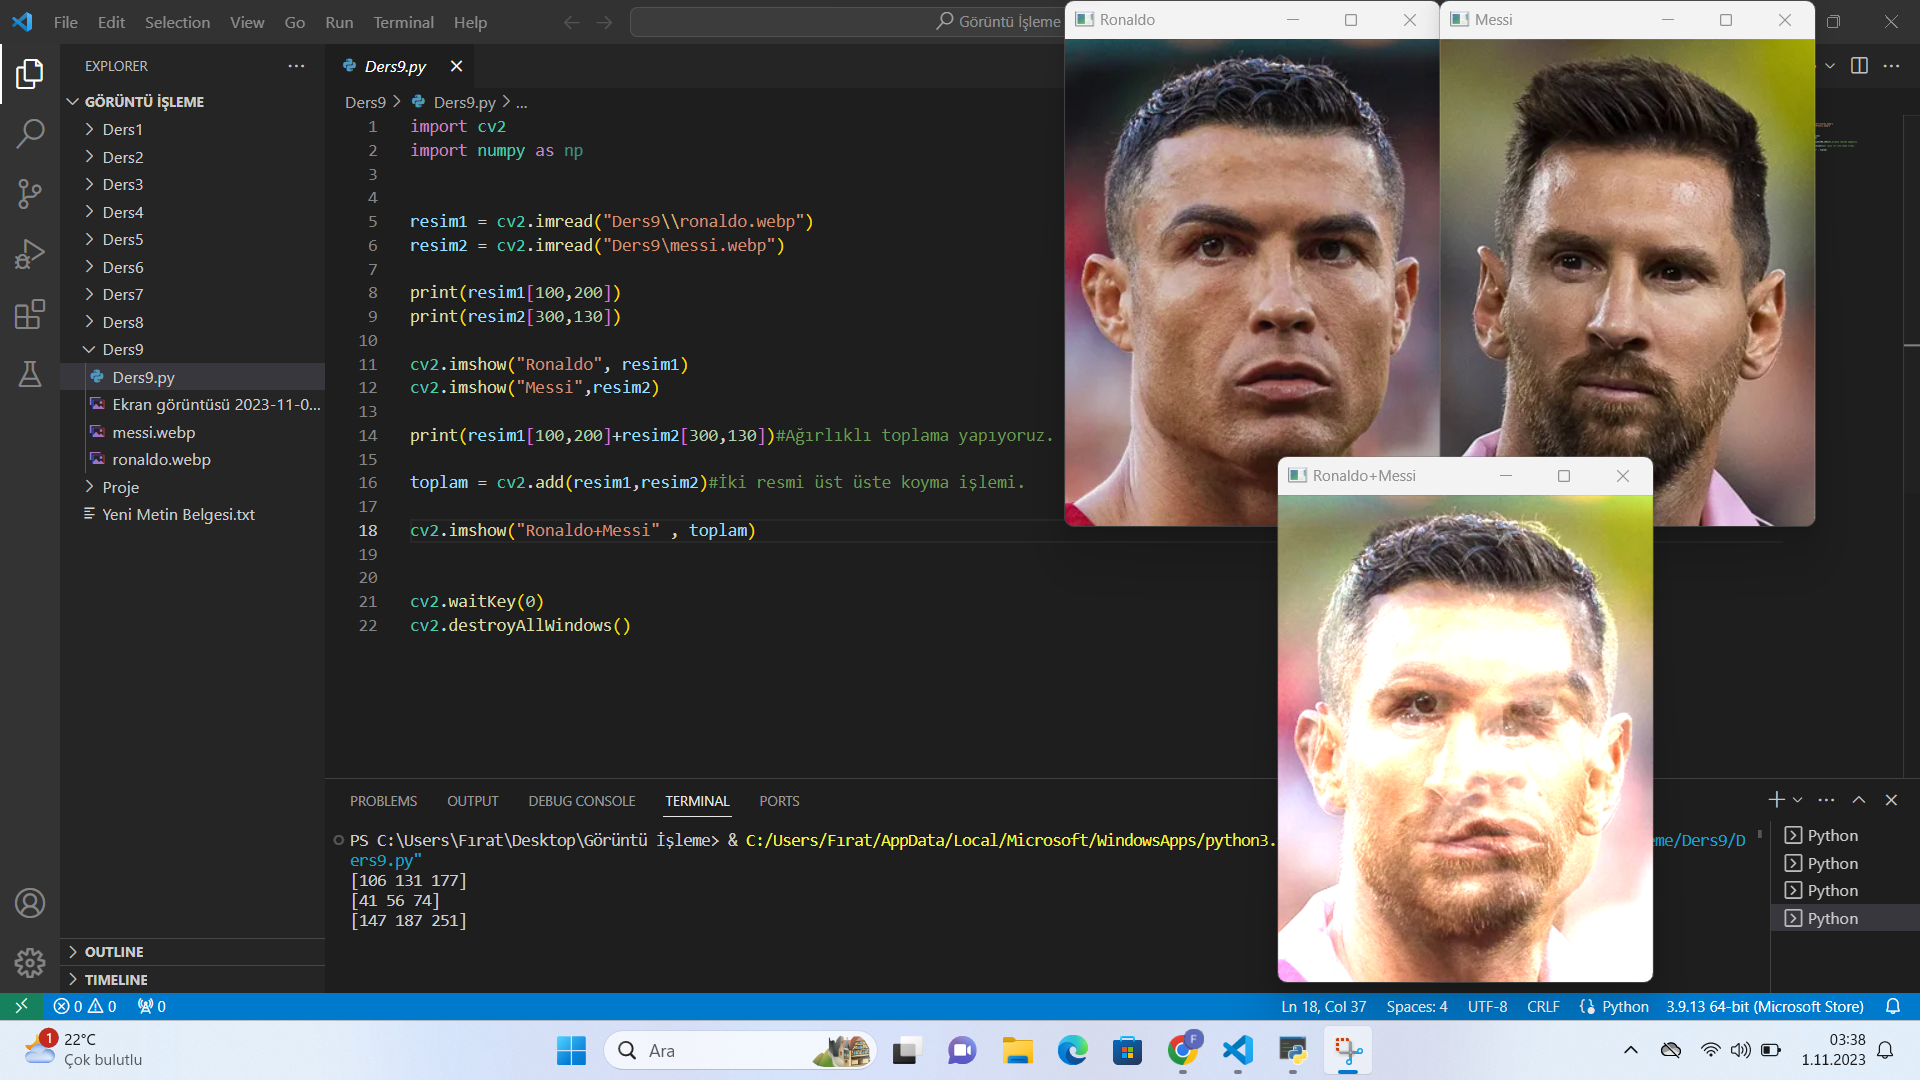 File Edit Selection View Go Run Terminal Help
Görüntü İşleme
EXPLORER
GÖRÜNTÜ İŞLEME
Ders1
Ders2
Ders3
Ders4
Ders5
Ders6
Ders7
Ders8
Ders9
Ders9.py
Ekran görüntüsü 2023-11-0...
messi.webp
ronaldo.webp
Proje
Yeni Metin Belgesi.txt
OUTLINE
TIMELINE
Ders9.py
Ders9 > Ders9.py > ...
1 import cv2
2 import numpy as np
3
4
5 resim1 = cv2.imread("Ders9\\ronaldo.webp")
6 resim2 = cv2.imread("Ders9\messi.webp")
7
8 print(resim1[100,200])
9 print(resim2[300,130])
10
11 cv2.imshow("Ronaldo", resim1)
12 cv2.imshow("Messi",resim2)
13
14 print(resim1[100,200]+resim2[300,130])#Ağırlıklı toplama yapıyoruz.
15
16 toplam = cv2.add(resim1,resim2)#İki resmi üst üste koyma işlemi.
17
18 cv2.imshow("Ronaldo+Messi" , toplam)
19
20
21 cv2.waitKey(0)
22 cv2.destroyAllWindows()
Ronaldo
Messi
Ronaldo+Messi
PROBLEMS OUTPUT DEBUG CONSOLE TERMINAL PORTS
PS C:\Users\Fırat\Desktop\Görüntü İşleme> & C:/Users/Fırat/AppData/Local/Microsoft/WindowsApps/python3. me/Ders9/D
ers9.py"
[106 131 177]
[41 56 74]
[147 187 251]
Python
Python
Python
Python
0 0 0
Ln 18, Col 37 Spaces: 4 UTF-8 CRLF Python 3.9.13 64-bit (Microsoft Store)
1
22°C
Çok bulutlu
Ara
F
03:38
1.11.2023